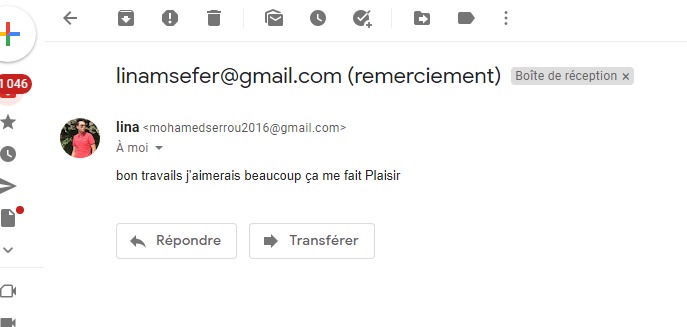 linamsefer@gmail.com (remerciement) Boîte de réception ×
1 046
lina <mohamedserrou2016@gmail.com>
À moi
bon travails j'aimerais beaucoup ça me fait Plaisir
Répondre Transférer